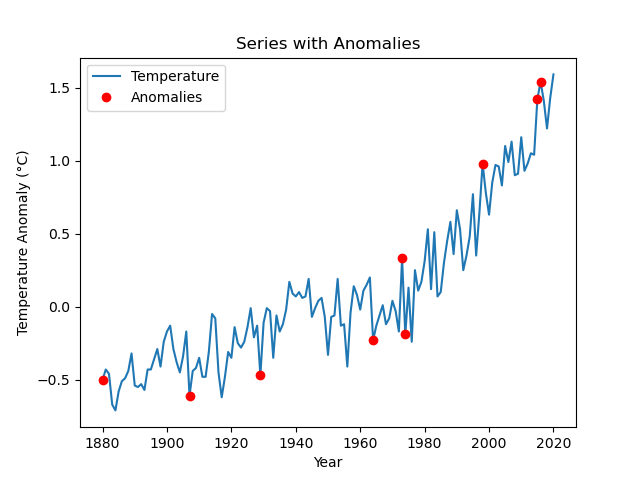 Series with Anomalies
Temperature
Anomalies
Temperature Anomaly (°C)
1.5
1.0
0.5
0.0
−0.5
1880 1900 1920 1940 1960 1980 2000 2020
Year